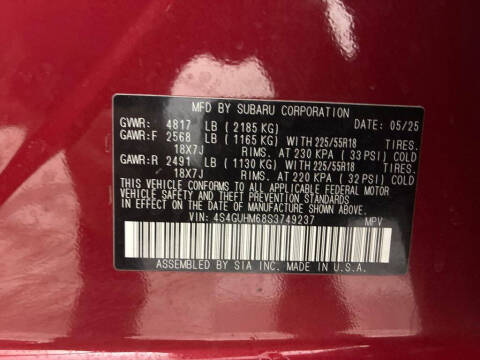 MFD BY SUBARU CORPORATION DATE: 05/25
GVWR: 4817 LB (2185 KG)
GAWR:F 2568 LB (1165 KG) WITH 225/55R18 TIRES.
18X7J RIMS. AT 230 KPA (33 PSI) COLD
GAWR:R 2491 LB (1130 KG) WITH 225/55R18 TIRES.
18X7J RIMS. AT 220 KPA (32 PSI) COLD
THIS VEHICLE CONFORMS TO ALL APPLICABLE FEDERAL MOTOR
VEHICLE SAFETY AND THEFT PREVENTION STANDARDS IN EFFECT
ON THE DATE OF MANUFACTURE SHOWN ABOVE.
VIN: 4S4GUHM68S3749237 MPV
ASSEMBLED BY SIA INC. MADE IN U.S.A.